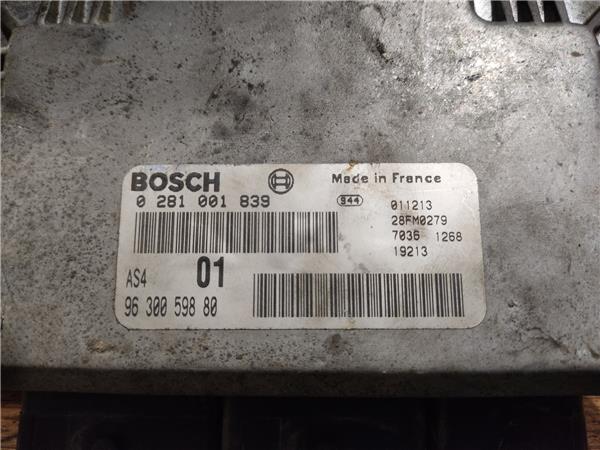 BOSCH Made in France
0 281 001 839 944 011213
28FM0279
7036 1268
19213
AS4 01
96 300 598 80